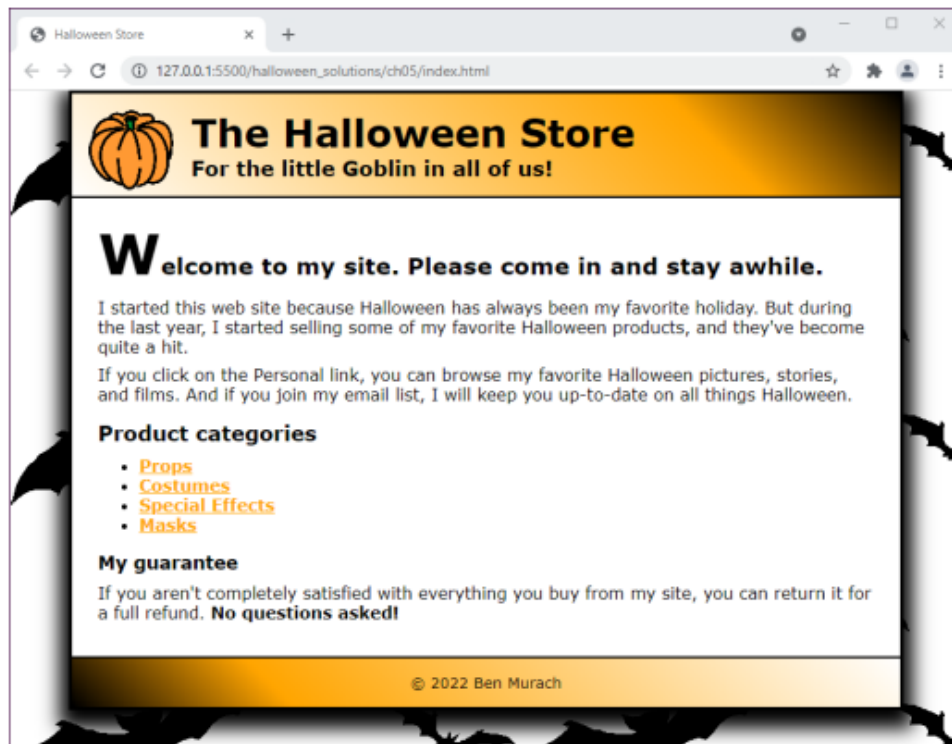 Halloween Store
127.0.0.1:5500/halloween_solutions/ch05/index.html
The Halloween Store
For the little Goblin in all of us!
Welcome to my site. Please come in and stay awhile.
I started this web site because Halloween has always been my favorite holiday. But during
the last year, I started selling some of my favorite Halloween products, and they've become
quite a hit.
If you click on the Personal link, you can browse my favorite Halloween pictures, stories,
and films. And if you join my email list, I will keep you up-to-date on all things Halloween.
Product categories
• Props
• Costumes
• Special Effects
• Masks
My guarantee
If you aren't completely satisfied with everything you buy from my site, you can return it for
a full refund. No questions asked!
© 2022 Ben Murach